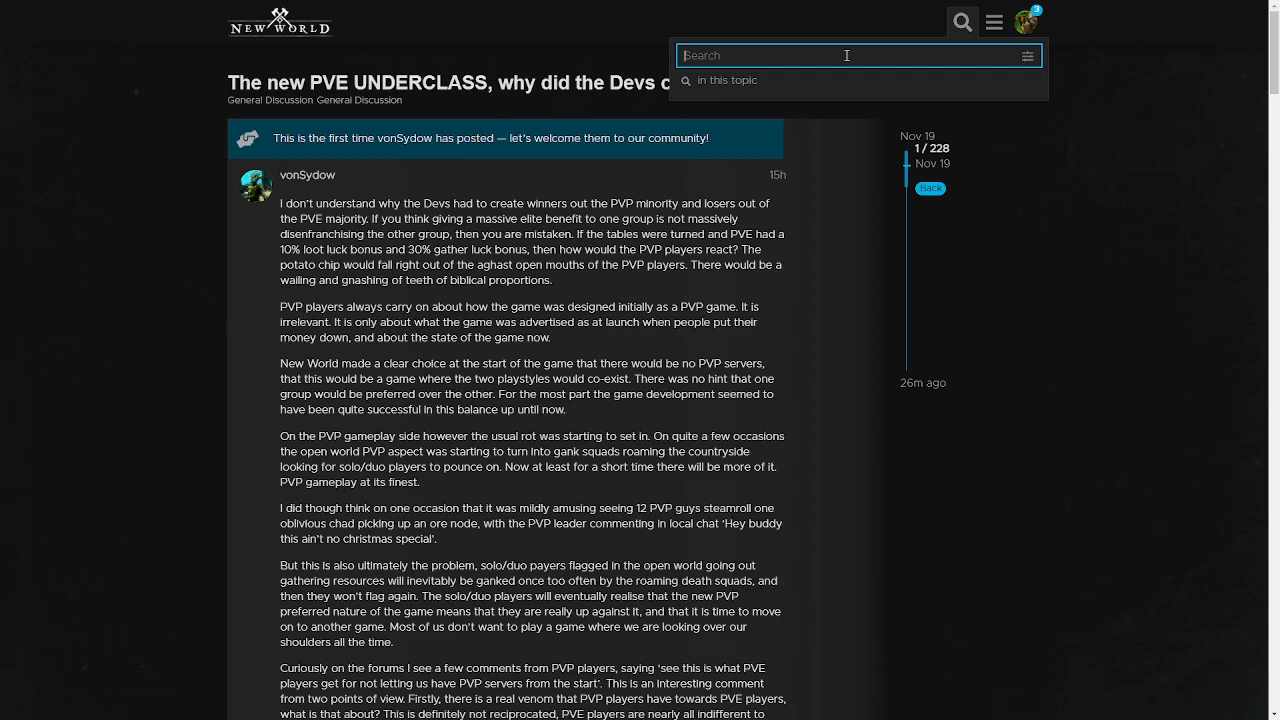 NEW WORLD
3
Search
in this topic
The new PVE UNDERCLASS, why did the Devs c
General Discussion General Discussion
This is the first time vonSydow has posted — let's welcome them to our community!
vonSydow
15h
I don't understand why the Devs had to create winners out the PVP minority and losers out of
the PVE majority. If you think giving a massive elite benefit to one group is not massively
disenfranchising the other group, then you are mistaken. If the tables were turned and PVE had a
10% loot luck bonus and 30% gather luck bonus, then how would the PVP players react? The
potato chip would fall right out of the aghast open mouths of the PVP players. There would be a
wailing and gnashing of teeth of biblical proportions.
PVP players always carry on about how the game was designed initially as a PVP game. It is
irrelevant. It is only about what the game was advertised as at launch when people put their
money down, and about the state of the game now.
New World made a clear choice at the start of the game that there would be no PVP servers,
that this would be a game where the two playstyles would co-exist. There was no hint that one
group would be preferred over the other. For the most part the game development seemed to
have been quite successful in this balance up until now.
On the PVP gameplay side however the usual rot was starting to set in. On quite a few occasions
the open world PVP aspect was starting to turn into gank squads roaming the countryside
looking for solo/duo players to pounce on. Now at least for a short time there will be more of it.
PVP gameplay at its finest.
I did though think on one occasion that it was mildly amusing seeing 12 PVP guys steamroll one
oblivious chad picking up an ore node, with the PVP leader commenting in local chat 'Hey buddy
this ain't no christmas special'.
But this is also ultimately the problem, solo/duo payers flagged in the open world going out
gathering resources will inevitably be ganked once too often by the roaming death squads, and
then they won't flag again. The solo/duo players will eventually realise that the new PVP
preferred nature of the game means that they are really up against it, and that it is time to move
on to another game. Most of us don't want to play a game where we are looking over our
shoulders all the time.
Curiously on the forums I see a few comments from PVP players, saying 'see this is what PVE
players get for not letting us have PVP servers from the start'. This is an interesting comment
from two points of view. Firstly, there is a real venom that PVP players have towards PVE players,
what is that about? This is definitely not reciprocated, PVE players are nearly all indifferent to
Nov 19
1 / 228
Nov 19
Back
26m ago